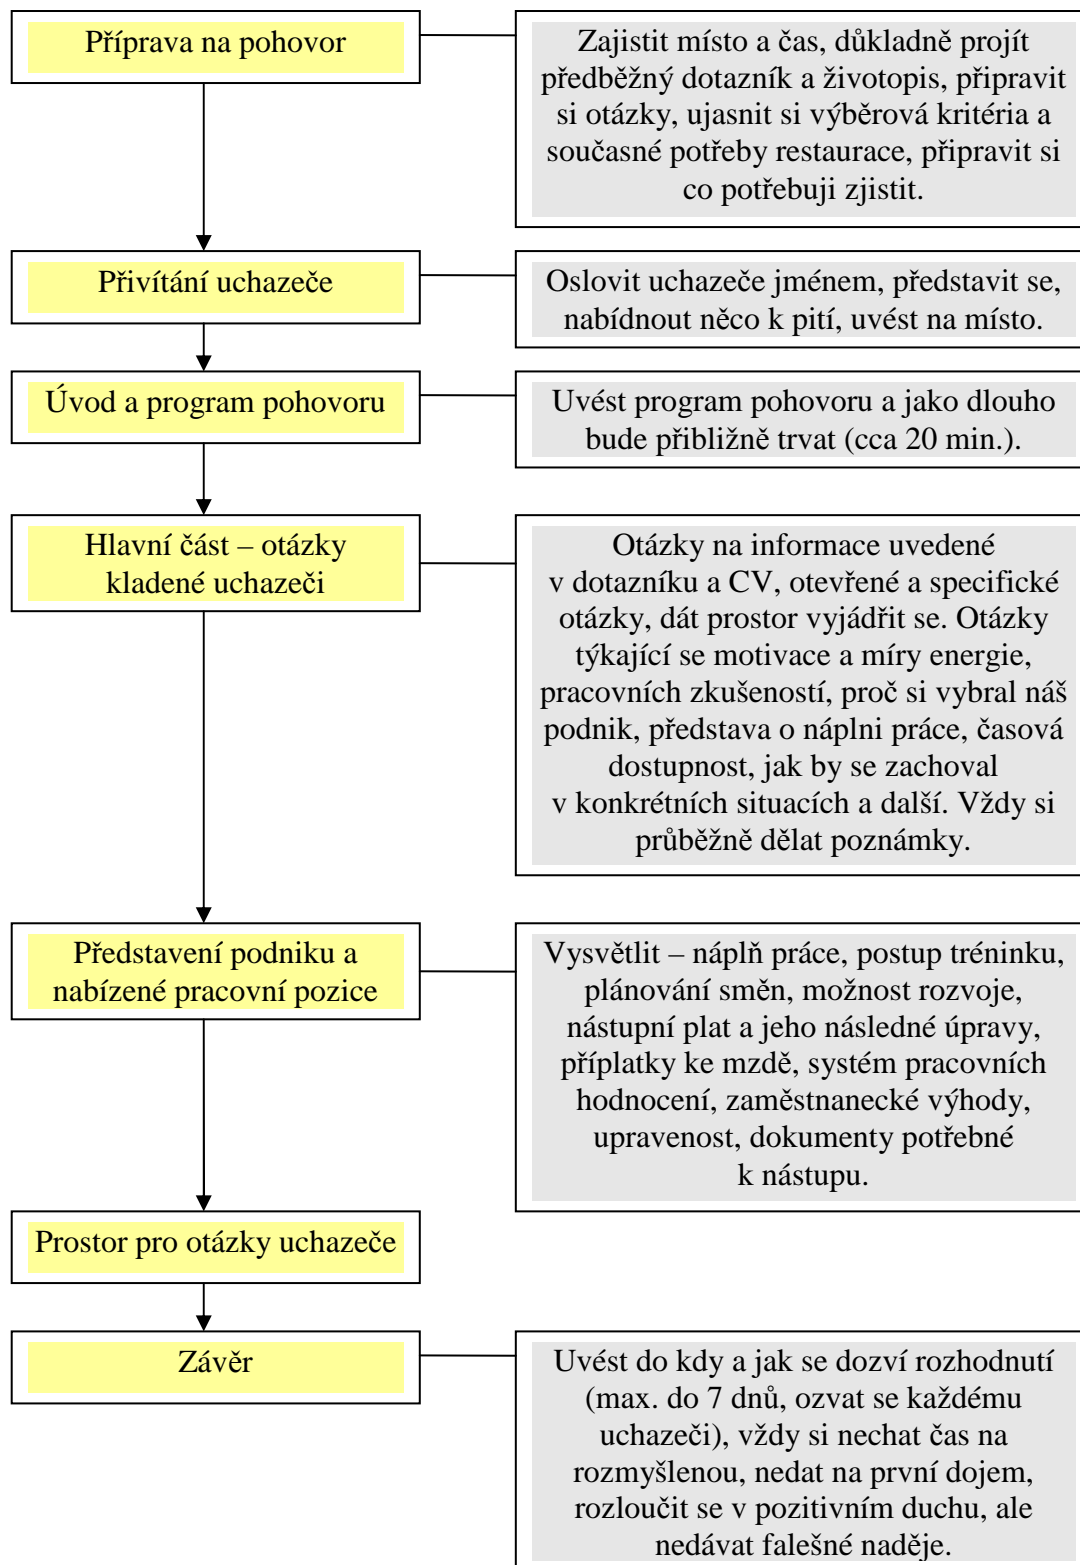 Příprava na pohovor
Zajistit místo a čas, důkladně projít
předběžný dotazník a životopis, připravit
si otázky, ujasnit si výběrová kritéria a
současné potřeby restaurace, připravit si
co potřebuji zjistit.
Přivítání uchazeče
Oslovit uchazeče jménem, představit se,
nabídnout něco k pití, uvést na místo.
Úvod a program pohovoru
Uvést program pohovoru a jako dlouho
bude přibližně trvat (cca 20 min.).
Hlavní část – otázky
kladené uchazeči
Otázky na informace uvedené
v dotazníku a CV, otevřené a specifické
otázky, dát prostor vyjádřit se. Otázky
týkající se motivace a míry energie,
pracovních zkušeností, proč si vybral náš
podnik, představa o náplni práce, časová
dostupnost, jak by se zachoval
v konkrétních situacích a další. Vždy si
průběžně dělat poznámky.
Představení podniku a
nabízené pracovní pozice
Vysvětlit – náplň práce, postup tréninku,
plánování směn, možnost rozvoje,
nástupní plat a jeho následné úpravy,
příplatky ke mzdě, systém pracovních
hodnocení, zaměstnanecké výhody,
upravenost, dokumenty potřebné
k nástupu.
Prostor pro otázky uchazeče
Závěr
Uvést do kdy a jak se dozví rozhodnutí
(max. do 7 dnů, ozvat se každému
uchazeči), vždy si nechat čas na
rozmyšlenou, nedat na první dojem,
rozloučit se v pozitivním duchu, ale
nedávat falešné naděje.